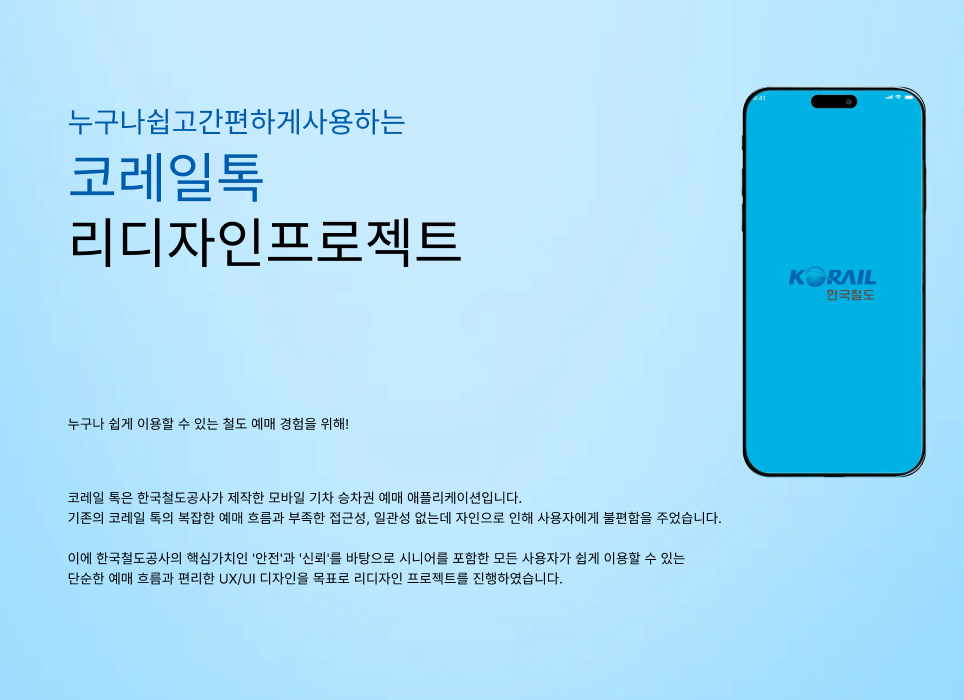 누구나쉽고간편하게사용하는
코레일톡
리디자인프로젝트
9:41
KORAIL
한국철도
누구나 쉽게 이용할 수 있는 철도 예매 경험을 위해!
코레일 톡은 한국철도공사가 제작한 모바일 기차 승차권 예매 애플리케이션입니다.
기존의 코레일 톡의 복잡한 예매 흐름과 부족한 접근성, 일관성 없는데 자인으로 인해 사용자에게 불편함을 주었습니다.
이에 한국철도공사의 핵심가치인 '안전'과 '신뢰'를 바탕으로 시니어를 포함한 모든 사용자가 쉽게 이용할 수 있는
단순한 예매 흐름과 편리한 UX/UI 디자인을 목표로 리디자인 프로젝트를 진행하였습니다.